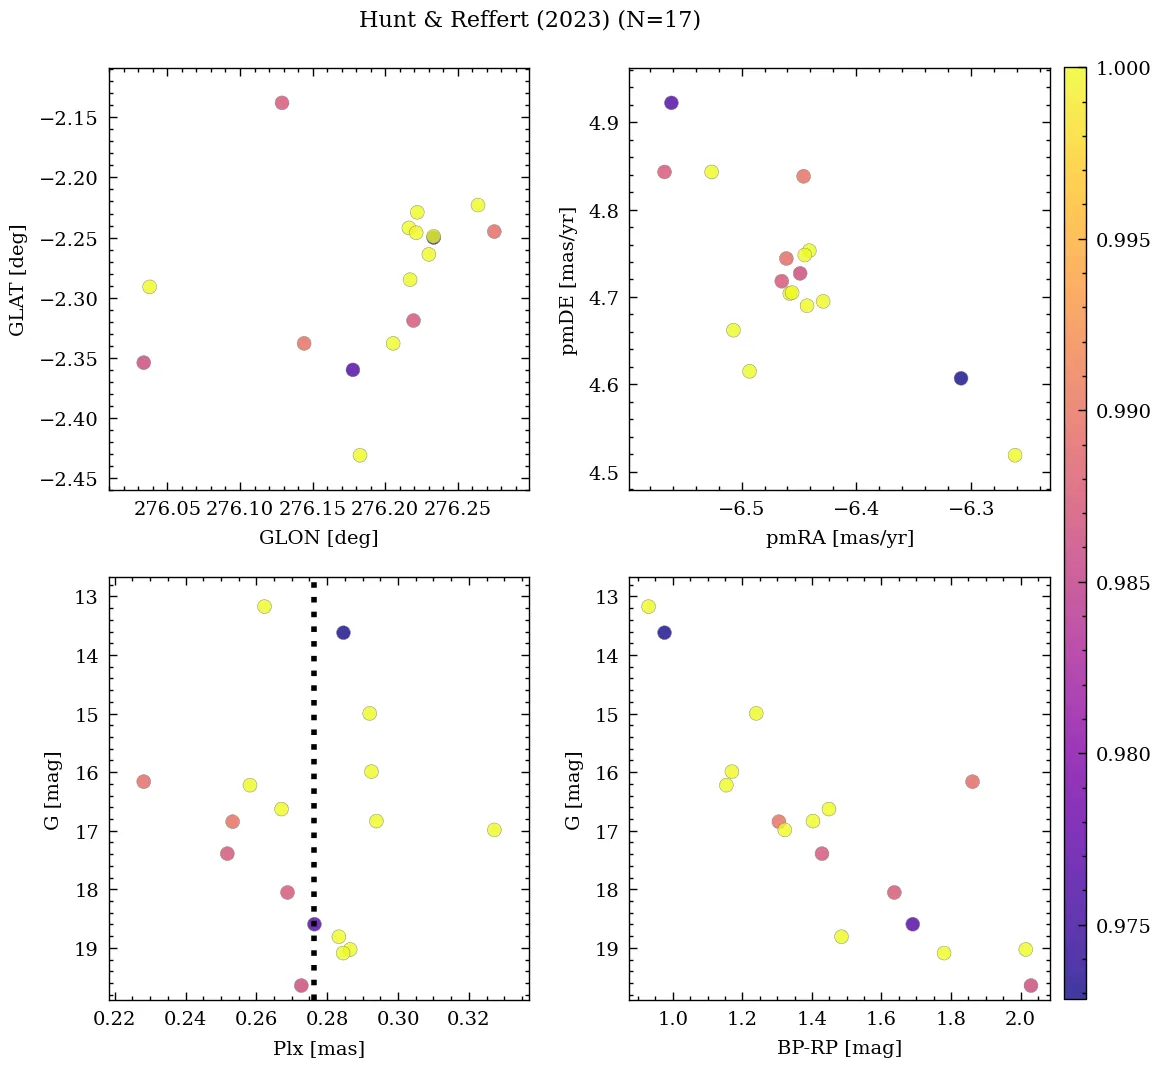 Hunt & Reffert (2023) (N=17)
−2.15
−2.20
−2.25
−2.30
−2.35
−2.40
−2.45
GLAT [deg]
276.05 276.10 276.15 276.20 276.25
GLON [deg]
4.9
4.8
4.7
4.6
4.5
pmDE [mas/yr]
−6.5 −6.4 −6.3
pmRA [mas/yr]
1.000
0.995
0.990
0.985
0.980
0.975
13
14
15
16
17
18
19
G [mag]
0.22 0.24 0.26 0.28 0.30 0.32
Plx [mas]
13
14
15
16
17
18
19
G [mag]
1.0 1.2 1.4 1.6 1.8 2.0
BP-RP [mag]